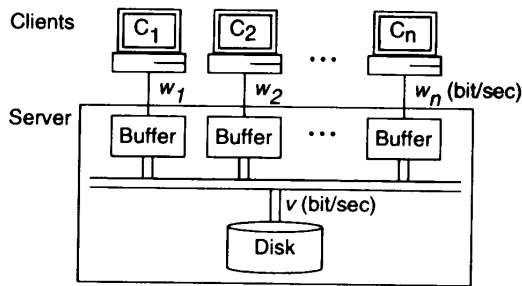 Clients
C1 C2 ... Cn
w1 w2 wn (bit/sec)
Server
Buffer Buffer ... Buffer
v (bit/sec)
Disk